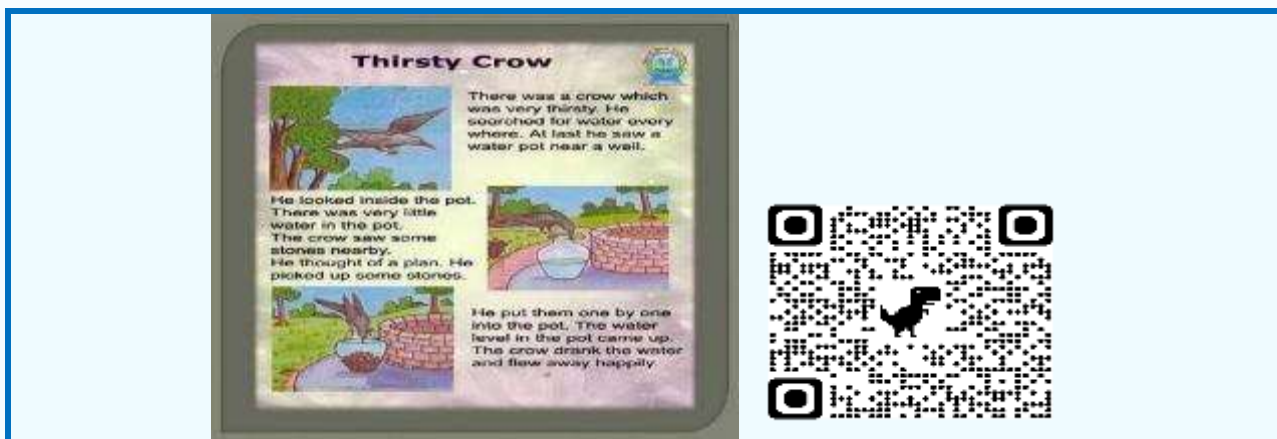 Thirsty Crow
There was a crow which
was very thirsty. He
searched for water every
where. At last he saw a
water pot near a well.
He looked inside the pot.
There was very little
water in the pot.
The crow saw some
stones nearby.
He thought of a plan. He
picked up some stones.
He put them one by one
into the pot. The water
level in the pot came up.
The crow drank the water
and flew away happily